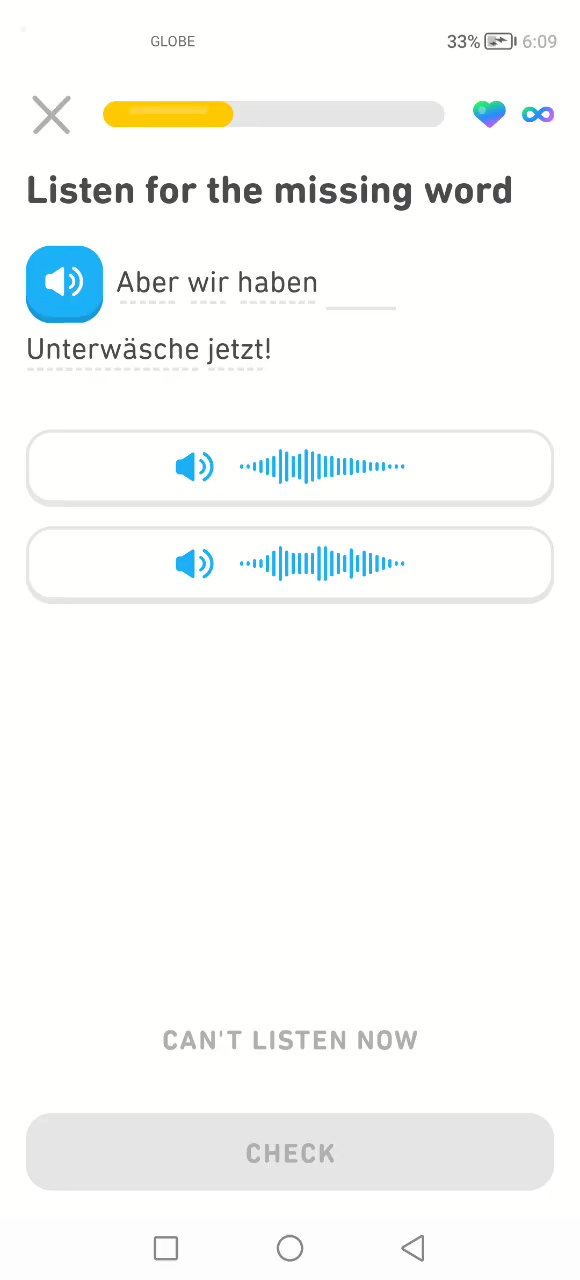 GLOBE 33% 6:09
Listen for the missing word
Aber wir haben
Unterwäsche jetzt!
CAN'T LISTEN NOW
CHECK